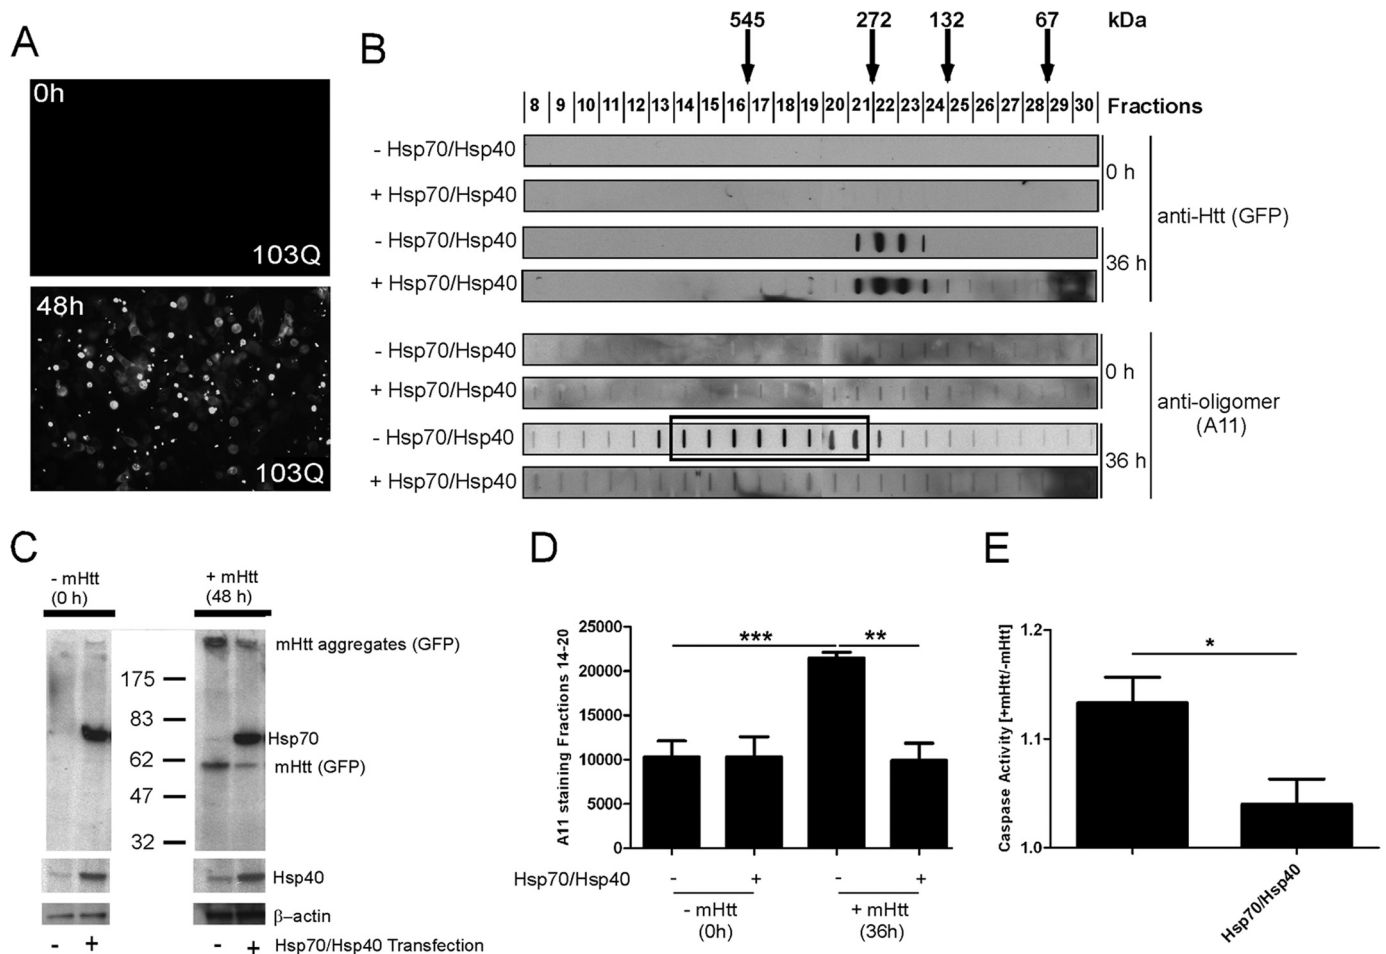 A
0h
103Q
48h
103Q
B
545 272 132 67 kDa
8 9 10 11 12 13 14 15 16 17 18 19 20 21 22 23 24 25 26 27 28 29 30 Fractions
- Hsp70/Hsp40
+ Hsp70/Hsp40
0 h
- Hsp70/Hsp40
+ Hsp70/Hsp40
36 h
anti-Htt (GFP)
- Hsp70/Hsp40
+ Hsp70/Hsp40
0 h
- Hsp70/Hsp40
+ Hsp70/Hsp40
36 h
anti-oligomer
(A11)
C
- mHtt
(0 h)
+ mHtt
(48 h)
mHtt aggregates (GFP)
175
83
Hsp70
62
mHtt (GFP)
47
32
Hsp40
β–actin
- + - + Hsp70/Hsp40 Transfection
D
A11 staining Fractions 14-20
25000
20000
15000
10000
5000
0
*** **
Hsp70/Hsp40 - + - +
- mHtt
(0h)
+ mHtt
(36h)
E
Caspase Activity [+mHtt/-mHtt]
1.2
1.1
1.0
*
Hsp70/Hsp40